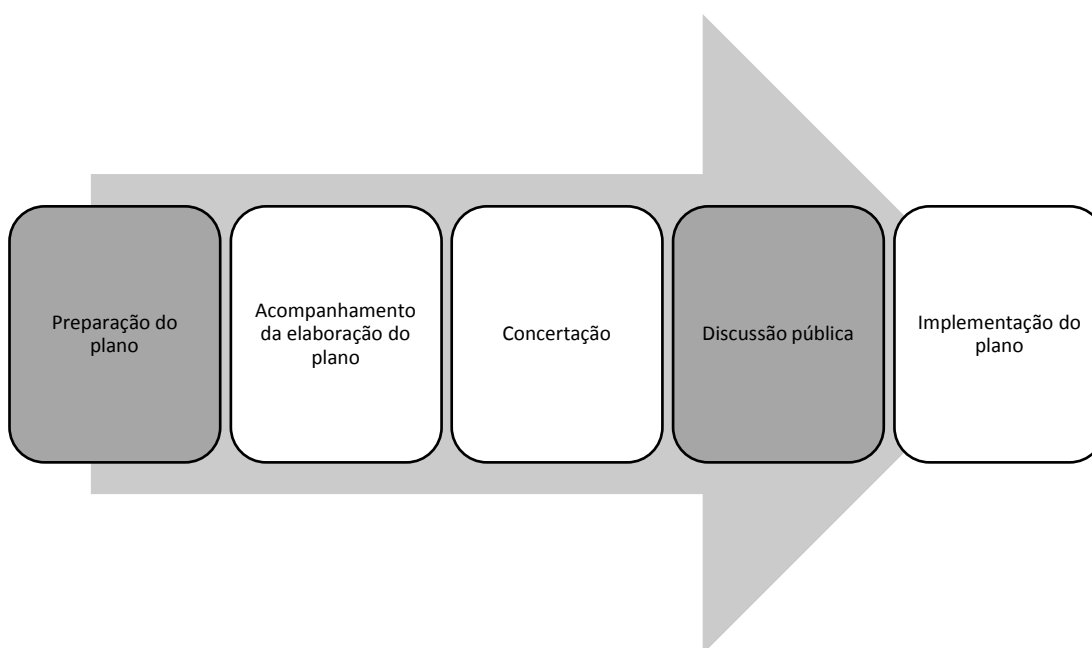 Preparação do
plano
Acompanhamento
da elaboração do
plano
Concertação
Discussão pública
Implementação do
plano